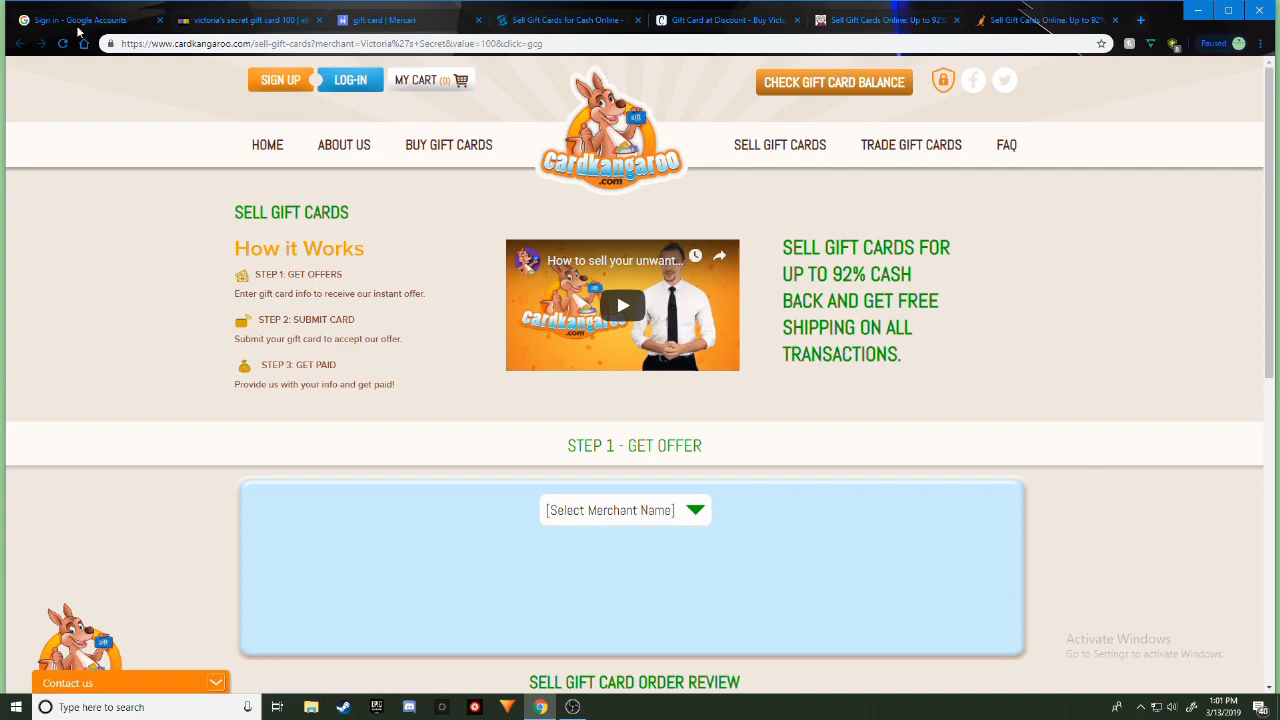 Sign in - Google Accounts
victoria's secret gift card 100 | el
gift card | Mercari
Sell Gift Cards for Cash Online -
Gift Card at Discount - Buy Victo
Sell Gift Cards Online: Up to 92%
Sell Gift Cards Online. Up to 92%
https://www.cardkangaroo.com/sell-gift-cards?merchant=Victoria%27s+Secret&value=100&click=gcg
Paused
SIGN UP
LOG-IN
MY CART (0)
CHECK GIFT CARD BALANCE
HOME
ABOUT US
BUY GIFT CARDS
cardkangaroo
.com
SELL GIFT CARDS
TRADE GIFT CARDS
FAQ
SELL GIFT CARDS
How it Works
STEP 1: GET OFFERS
Enter gift card info to receive our instant offer.
STEP 2: SUBMIT CARD
Submit your gift card to accept our offer.
STEP 3: GET PAID
Provide us with your info and get paid!
How to sell your unwant...
cardkangaroo
.com
SELL GIFT CARDS FOR
UP TO 92% CASH
BACK AND GET FREE
SHIPPING ON ALL
TRANSACTIONS.
STEP 1 - GET OFFER
[Select Merchant Name]
Activate Windows
Go to Settings to activate Windows.
Contact us
SELL GIFT CARD ORDER REVIEW
Type here to search
1:01 PM
3/13/2019
40